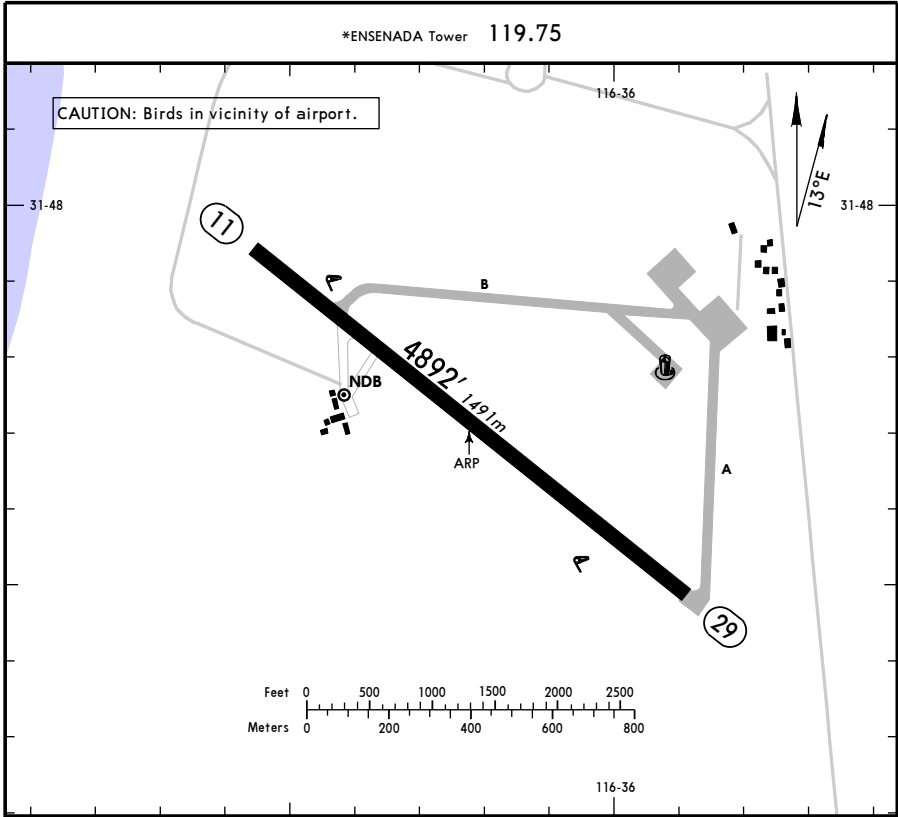 *ENSENADA Tower 119.75
116-36
CAUTION: Birds in vicinity of airport.
13°E
31-48
31-48
11
B
4892'
1491m
NDB
ARP
A
29
Feet 0 500 1000 1500 2000 2500
Meters 0 200 400 600 800
116-36